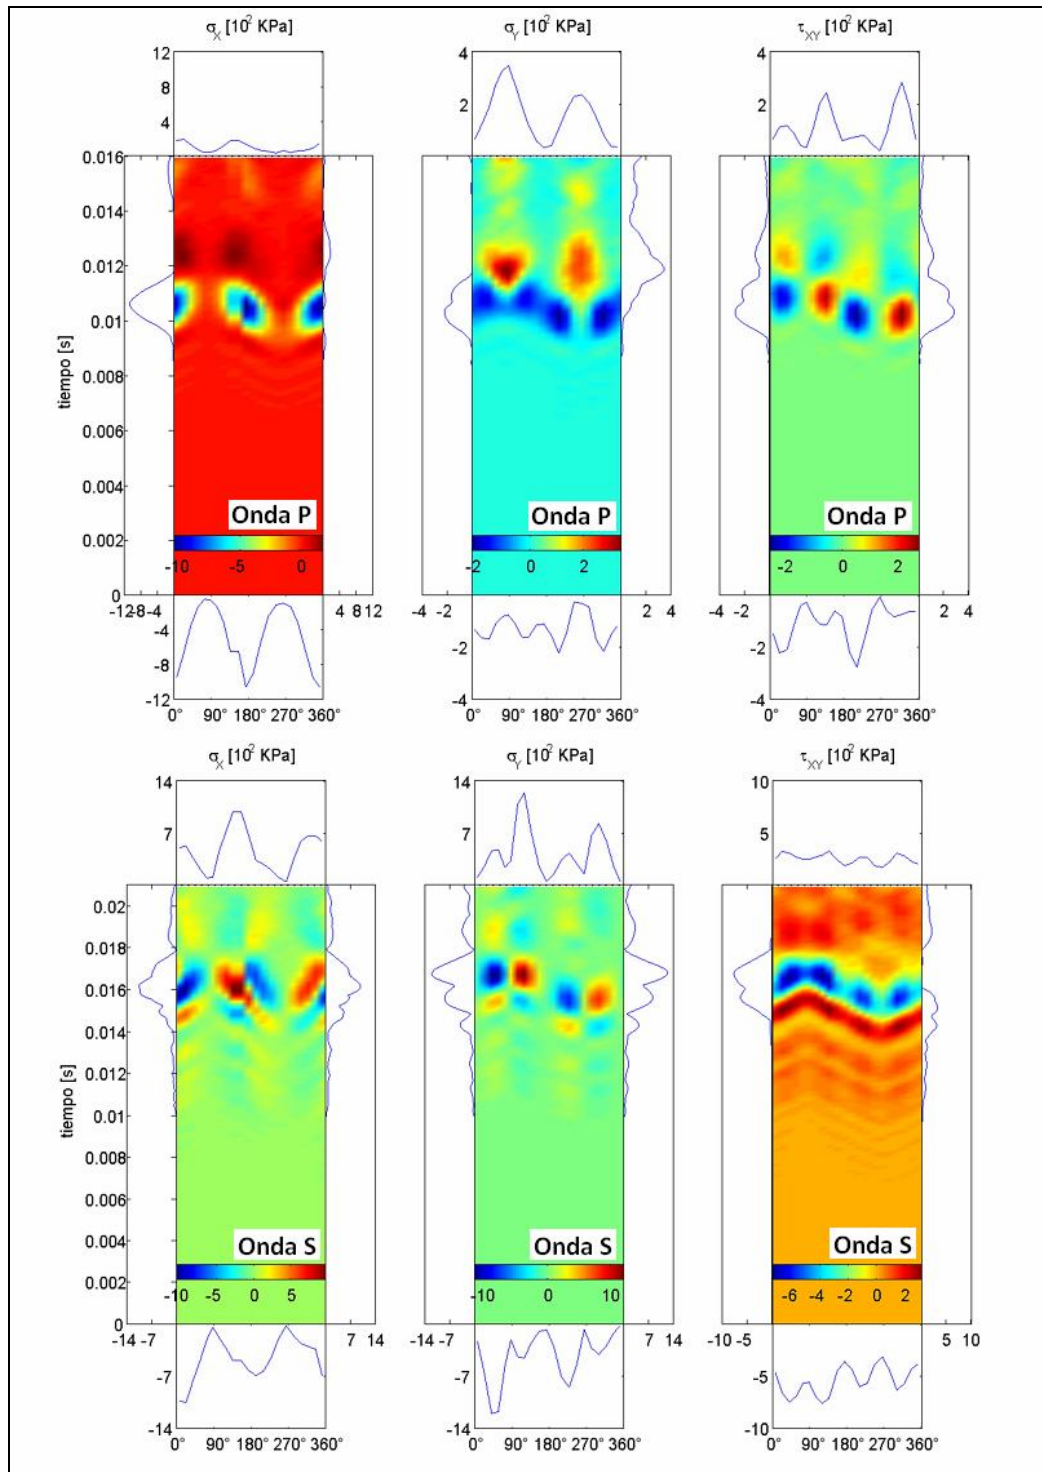 σX [10² KPa] σY [10² KPa] τXY [10² KPa]
12 4 4
8 2 2
4
0.016
0.014
0.012
0.01
0.008
0.006
0.004
0.002
0
tiempo [s]
Onda P Onda P Onda P
-10 -5 0 -2 0 2 -2 0 2
-12-8-4 4 8 12 -4 -2 2 4 -4 -2 2 4
-4 -2 -2
-8
-12 -4 -4
0° 90° 180° 270° 360° 0° 90° 180° 270° 360° 0° 90° 180° 270° 360°
σX [10² KPa] σY [10² KPa] τXY [10² KPa]
14 14 10
7 7 5
0.02
0.018
0.016
0.014
0.012
0.01
0.008
0.006
0.004
0.002
0
tiempo [s]
Onda S Onda S Onda S
-10 -5 0 5 -10 0 10 -6 -4 -2 0 2
-14 -7 7 14 -14 -7 7 14 -10 -5 5 10
-7 -7 -5
-14 -14 -10
0° 90° 180° 270° 360° 0° 90° 180° 270° 360° 0° 90° 180° 270° 360°